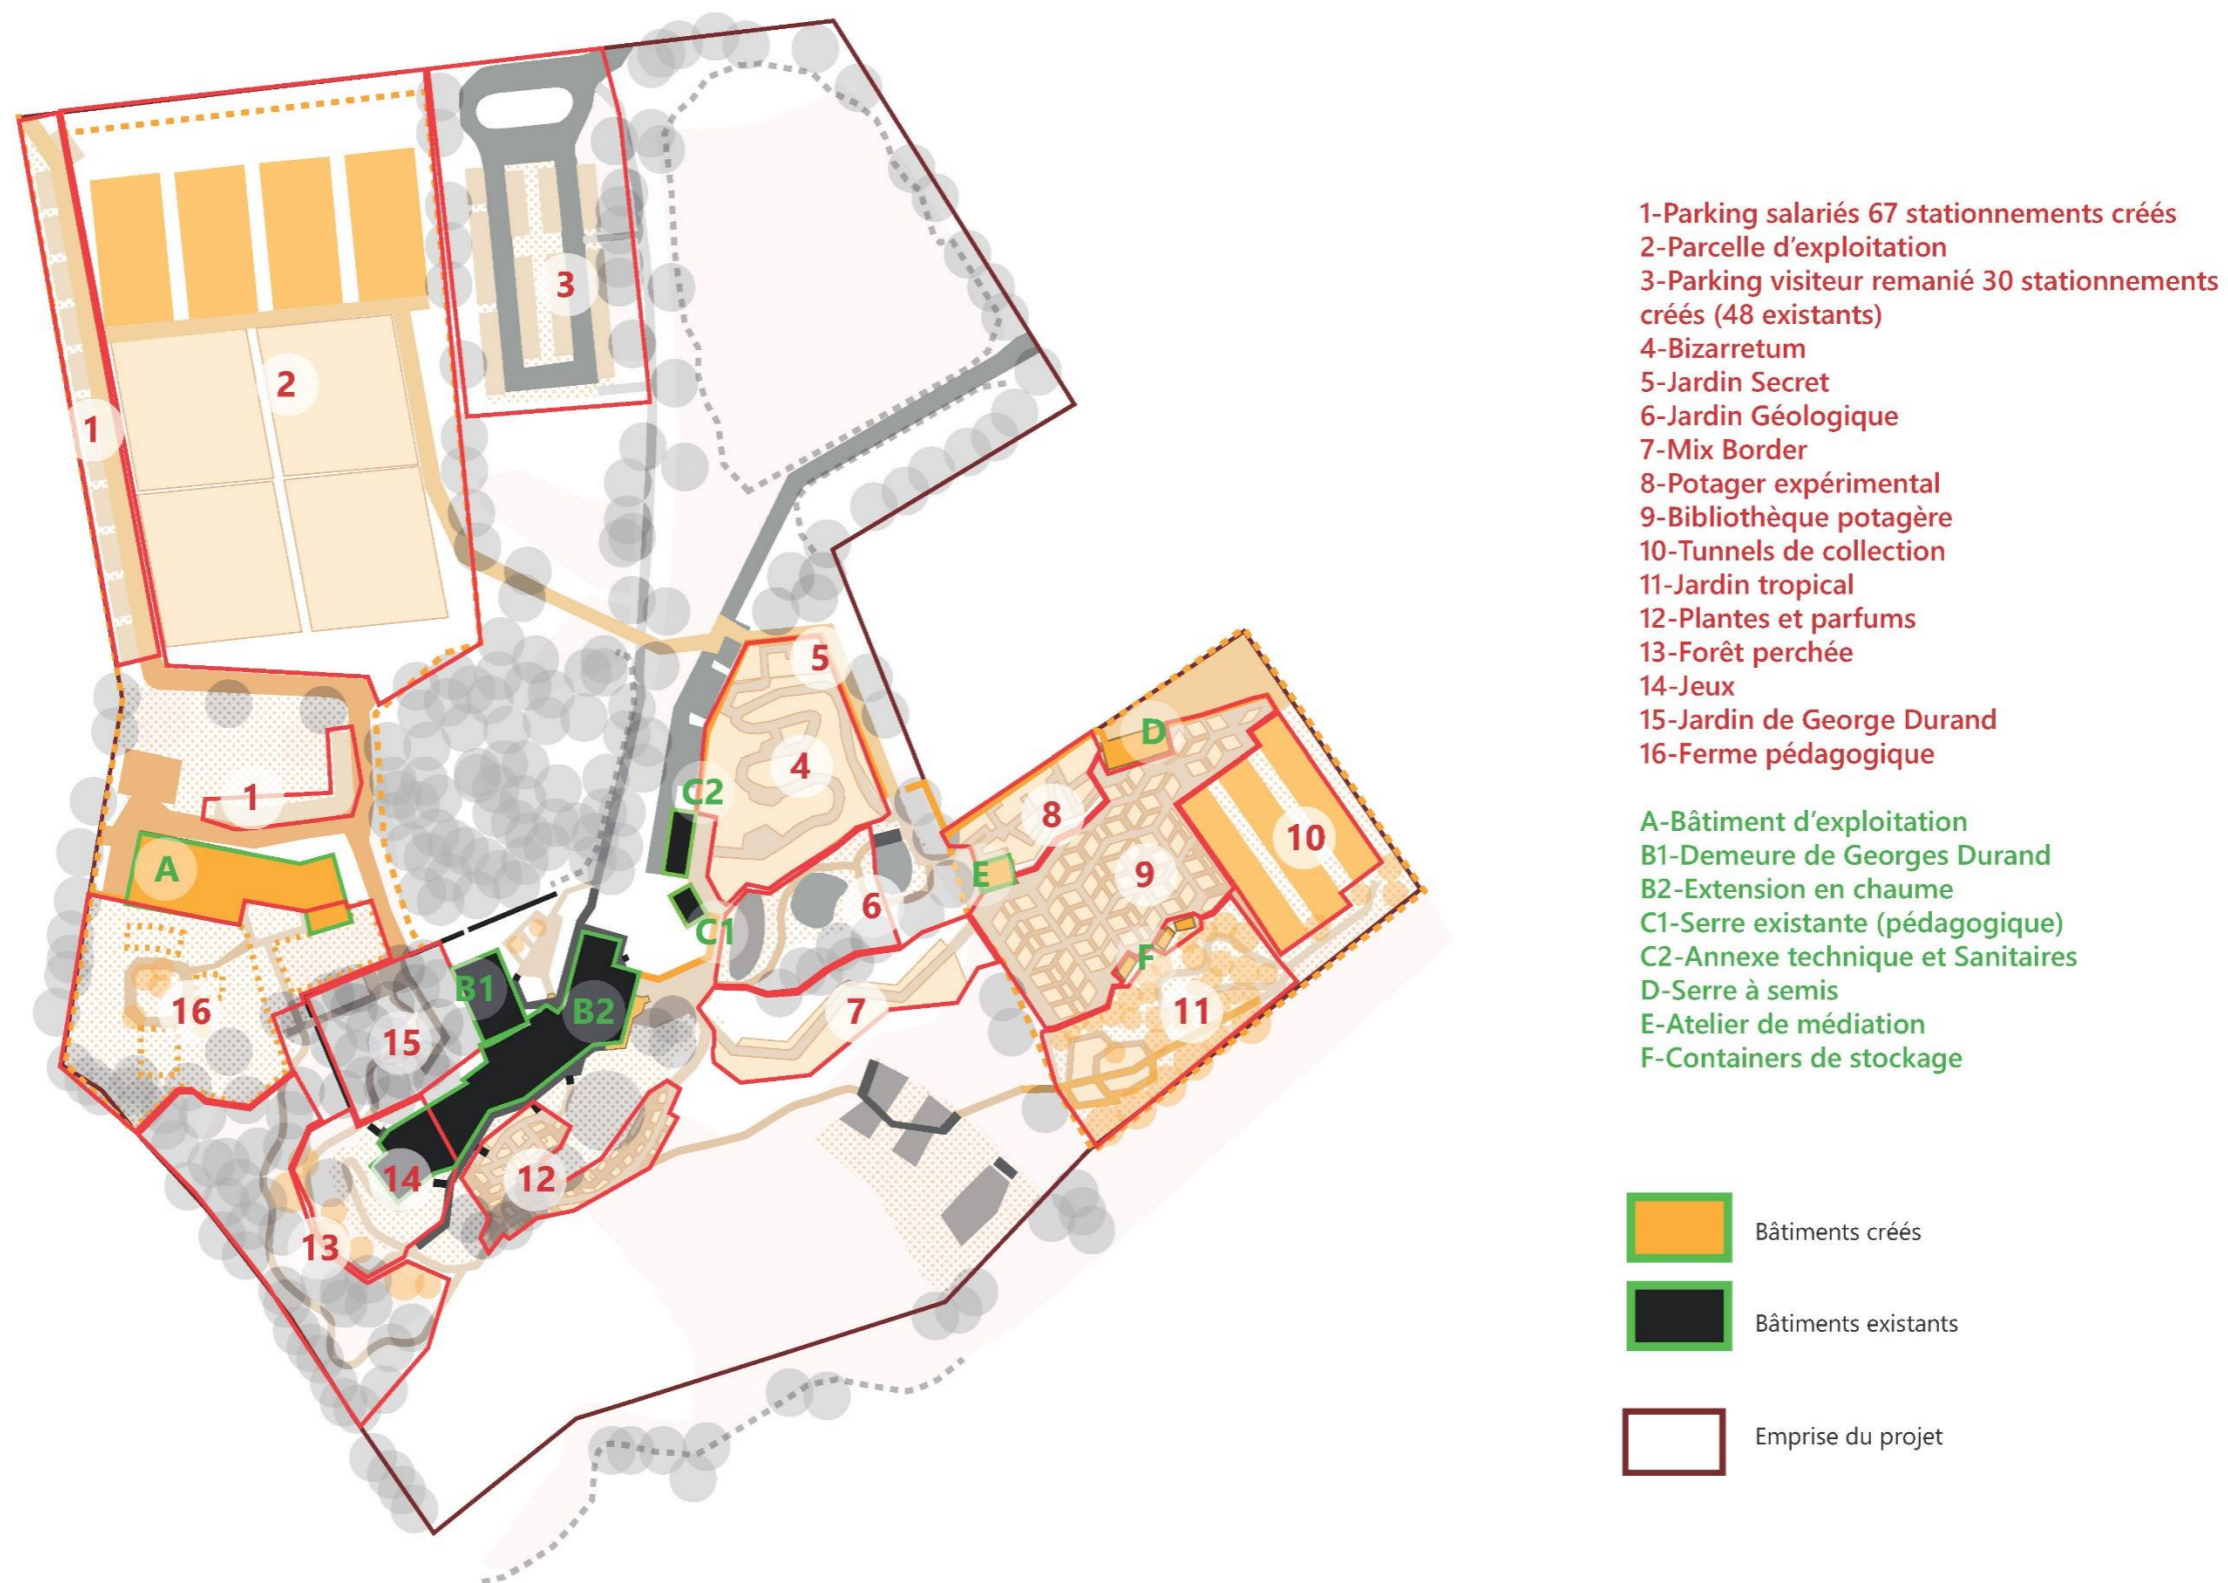 1-Parking salariés 67 stationnements créés
2-Parcelle d'exploitation
3-Parking visiteur remanié 30 stationnements
créés (48 existants)
4-Bizarretum
5-Jardin Secret
6-Jardin Géologique
7-Mix Border
8-Potager expérimental
9-Bibliothèque potagère
10-Tunnels de collection
11-Jardin tropical
12-Plantes et parfums
13-Forêt perchée
14-Jeux
15-Jardin de George Durand
16-Ferme pédagogique
A-Bâtiment d'exploitation
B1-Demeure de Georges Durand
B2-Extension en chaume
C1-Serre existante (pédagogique)
C2-Annexe technique et Sanitaires
D-Serre à semis
E-Atelier de médiation
F-Containers de stockage
Bâtiments créés
Bâtiments existants
Emprise du projet
3
2
1
5
D
4
C2
1
8
10
A
E
9
6
C1
F
B1
16
B2
7
11
15
14
12
13